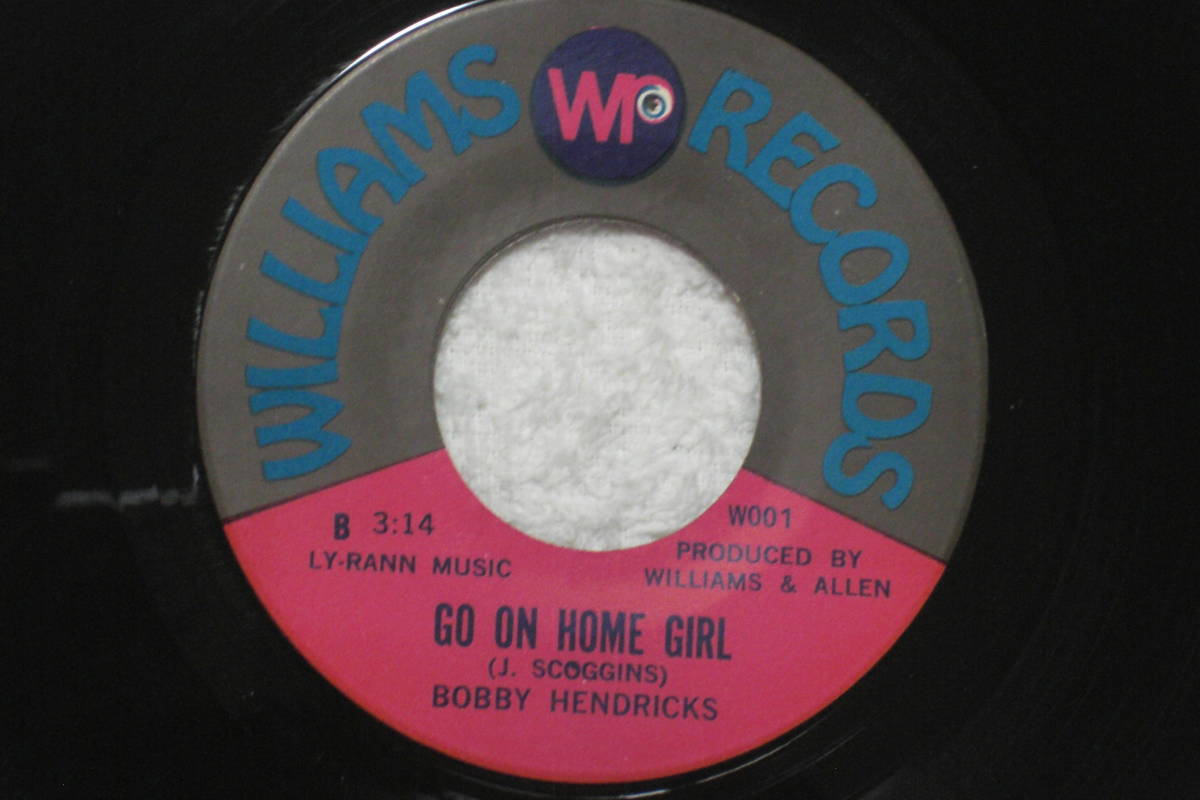 WILLIAMS WR RECORDS
B 3:14
LY-RANN MUSIC
W001
PRODUCED BY
WILLIAMS & ALLEN
GO ON HOME GIRL
(J. SCOGGINS)
BOBBY HENDRICKS